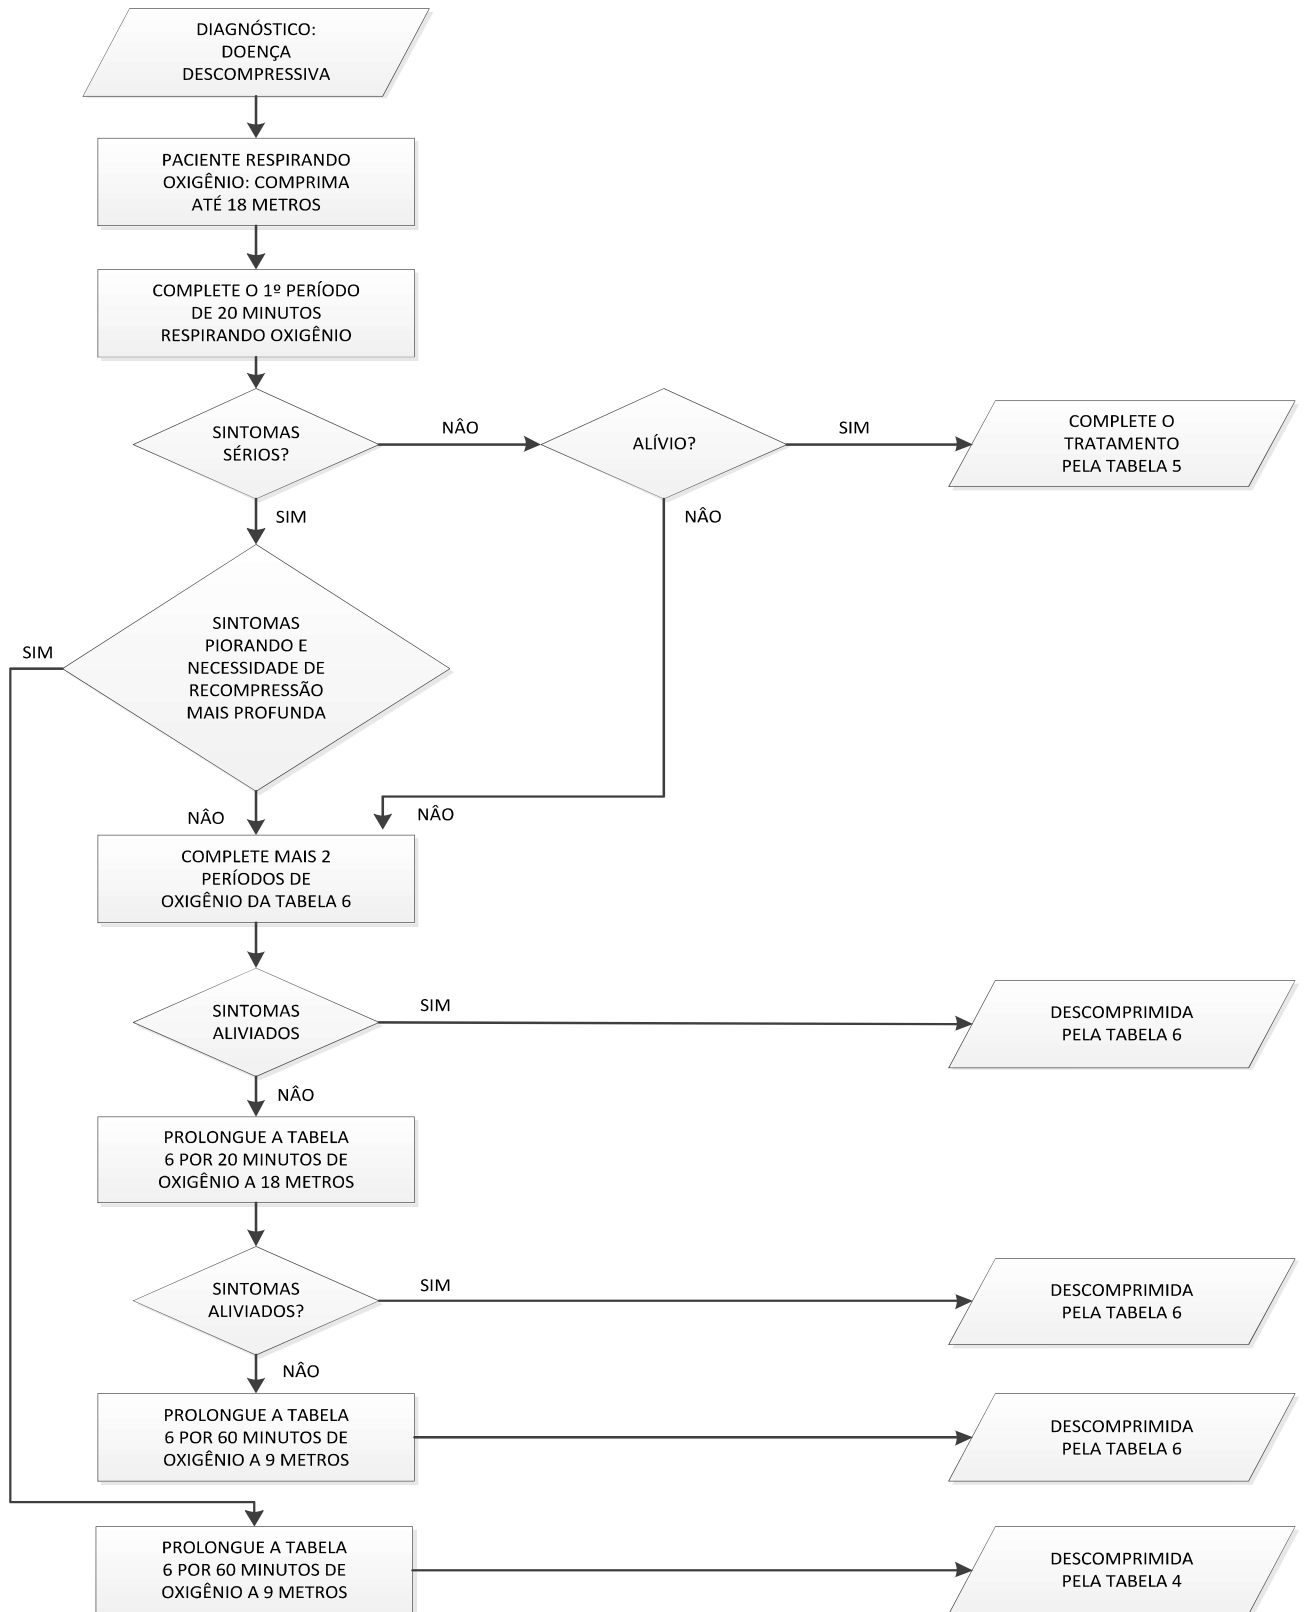 DIAGNÓSTICO:
DOENÇA
DESCOMPRESSIVA
PACIENTE RESPIRANDO
OXIGÊNIO: COMPRIMA
ATÉ 18 METROS
COMPLETE O 1º PERÍODO
DE 20 MINUTOS
RESPIRANDO OXIGÊNIO
SINTOMAS
SÉRIOS?
NÂO
ALÍVIO?
SIM
COMPLETE O
TRATAMENTO
PELA TABELA 5
SIM
NÂO
SINTOMAS
PIORANDO E
NECESSIDADE DE
RECOMPRESSÃO
MAIS PROFUNDA
SIM
NÂO
NÂO
COMPLETE MAIS 2
PERÍODOS DE
OXIGÊNIO DA TABELA 6
SINTOMAS
ALIVIADOS
SIM
DESCOMPRIMIDA
PELA TABELA 6
NÂO
PROLONGUE A TABELA
6 POR 20 MINUTOS DE
OXIGÊNIO A 18 METROS
SINTOMAS
ALIVIADOS?
SIM
DESCOMPRIMIDA
PELA TABELA 6
NÂO
PROLONGUE A TABELA
6 POR 60 MINUTOS DE
OXIGÊNIO A 9 METROS
DESCOMPRIMIDA
PELA TABELA 6
PROLONGUE A TABELA
6 POR 60 MINUTOS DE
OXIGÊNIO A 9 METROS
DESCOMPRIMIDA
PELA TABELA 4